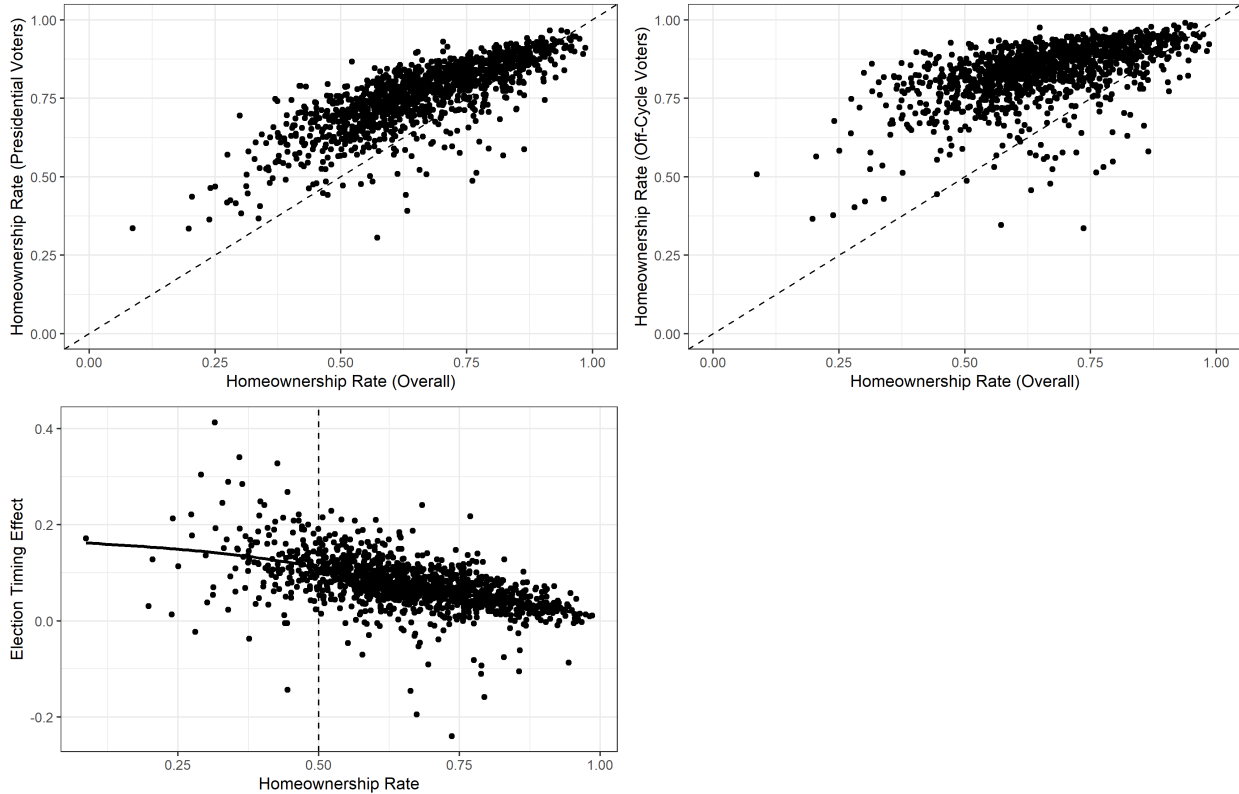 Homeownership Rate (Presidential Voters)
1.00
0.75
0.50
0.25
0.00
0.00 0.25 0.50 0.75 1.00
Homeownership Rate (Overall)
Homeownership Rate (Off-Cycle Voters)
1.00
0.75
0.50
0.25
0.00
0.00 0.25 0.50 0.75 1.00
Homeownership Rate (Overall)
Election Timing Effect
0.4
0.2
0.0
-0.2
0.25 0.50 0.75 1.00
Homeownership Rate